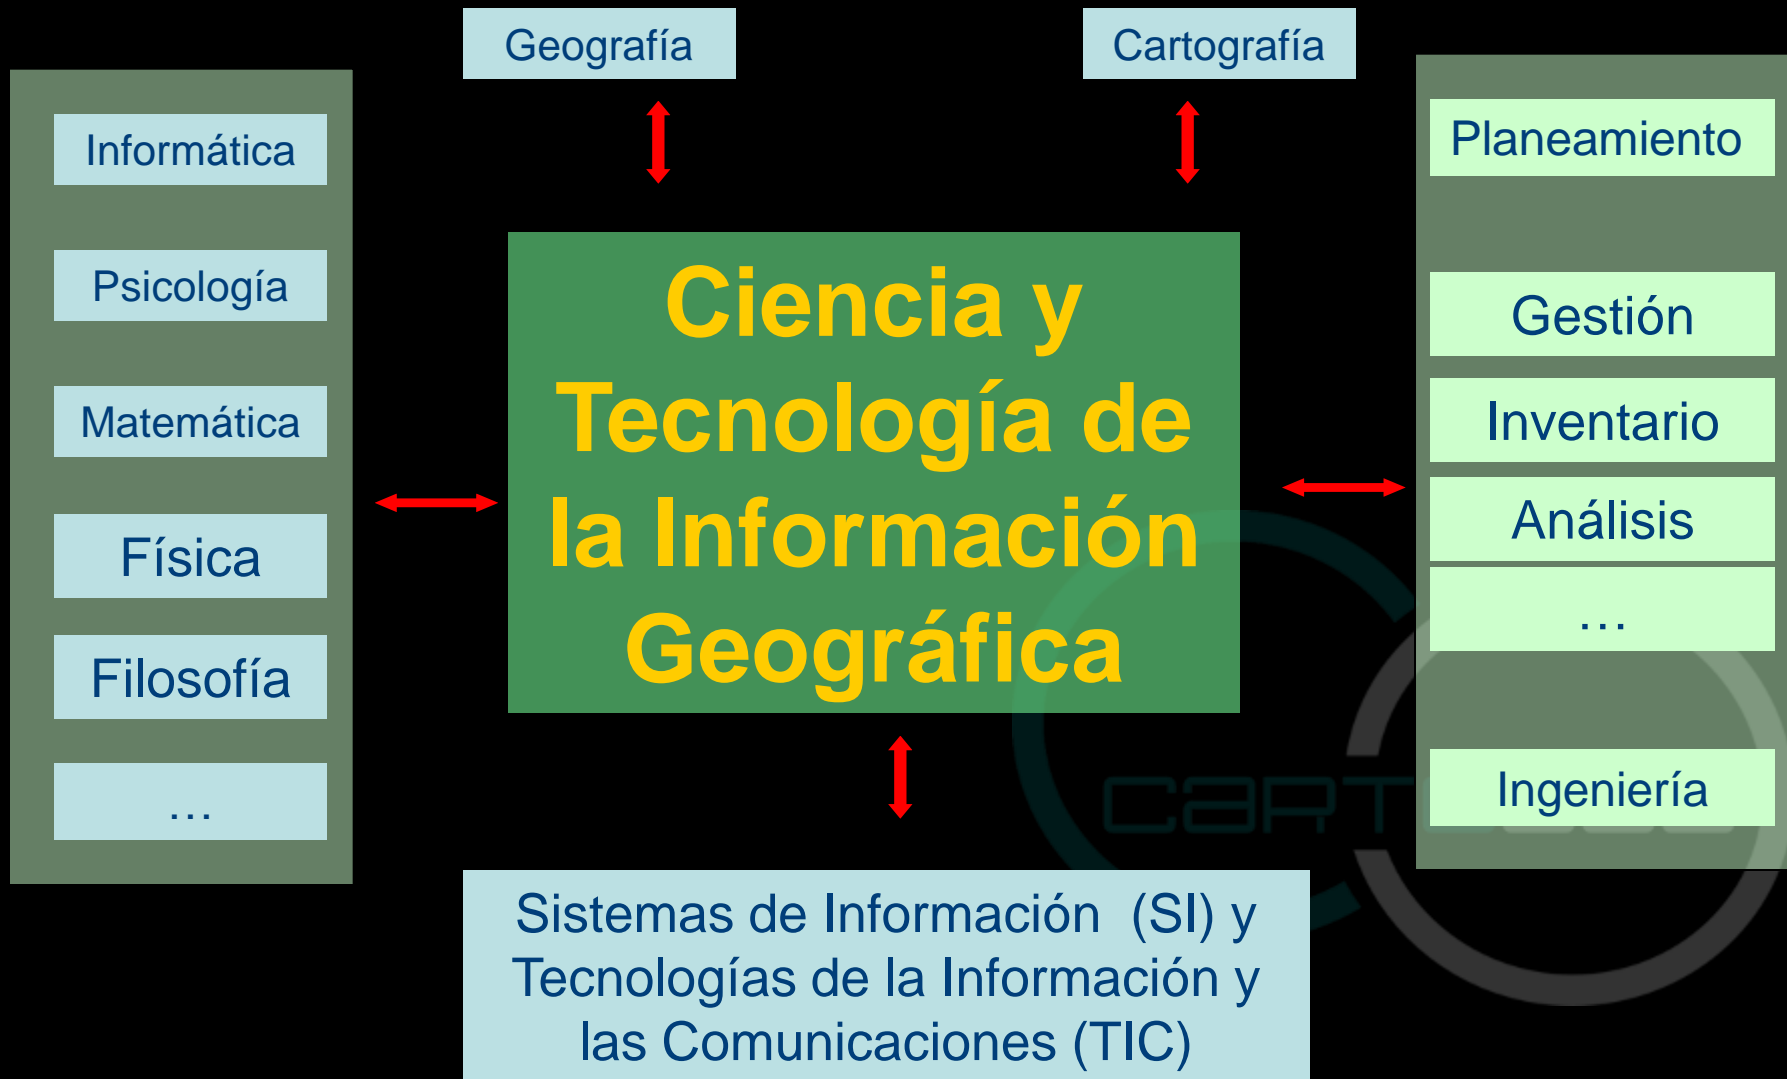 Geografía
Cartografía
Informática
Psicología
Matemática
Física
Filosofía
…
Ciencia y
Tecnología de
la Información
Geográfica
Planeamiento
Gestión
Inventario
Análisis
…
Ingeniería
Sistemas de Información (SI) y
Tecnologías de la Información y
las Comunicaciones (TIC)